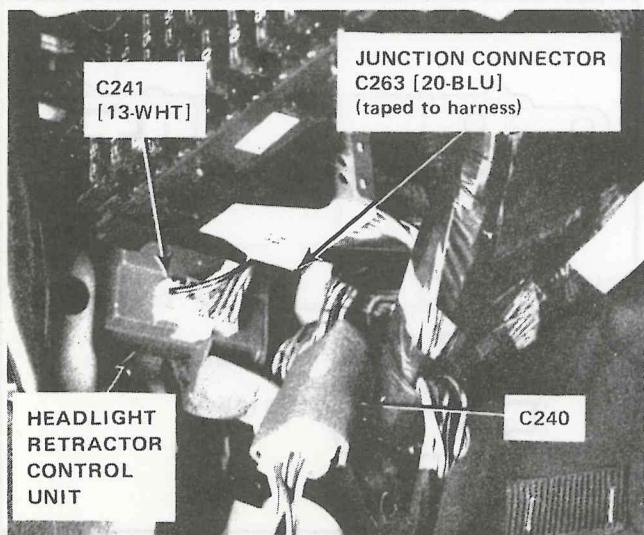 C241
[13-WHT]
JUNCTION CONNECTOR
C263 [20-BLU]
(taped to harness)
HEADLIGHT
RETRACTOR
CONTROL
UNIT
C240